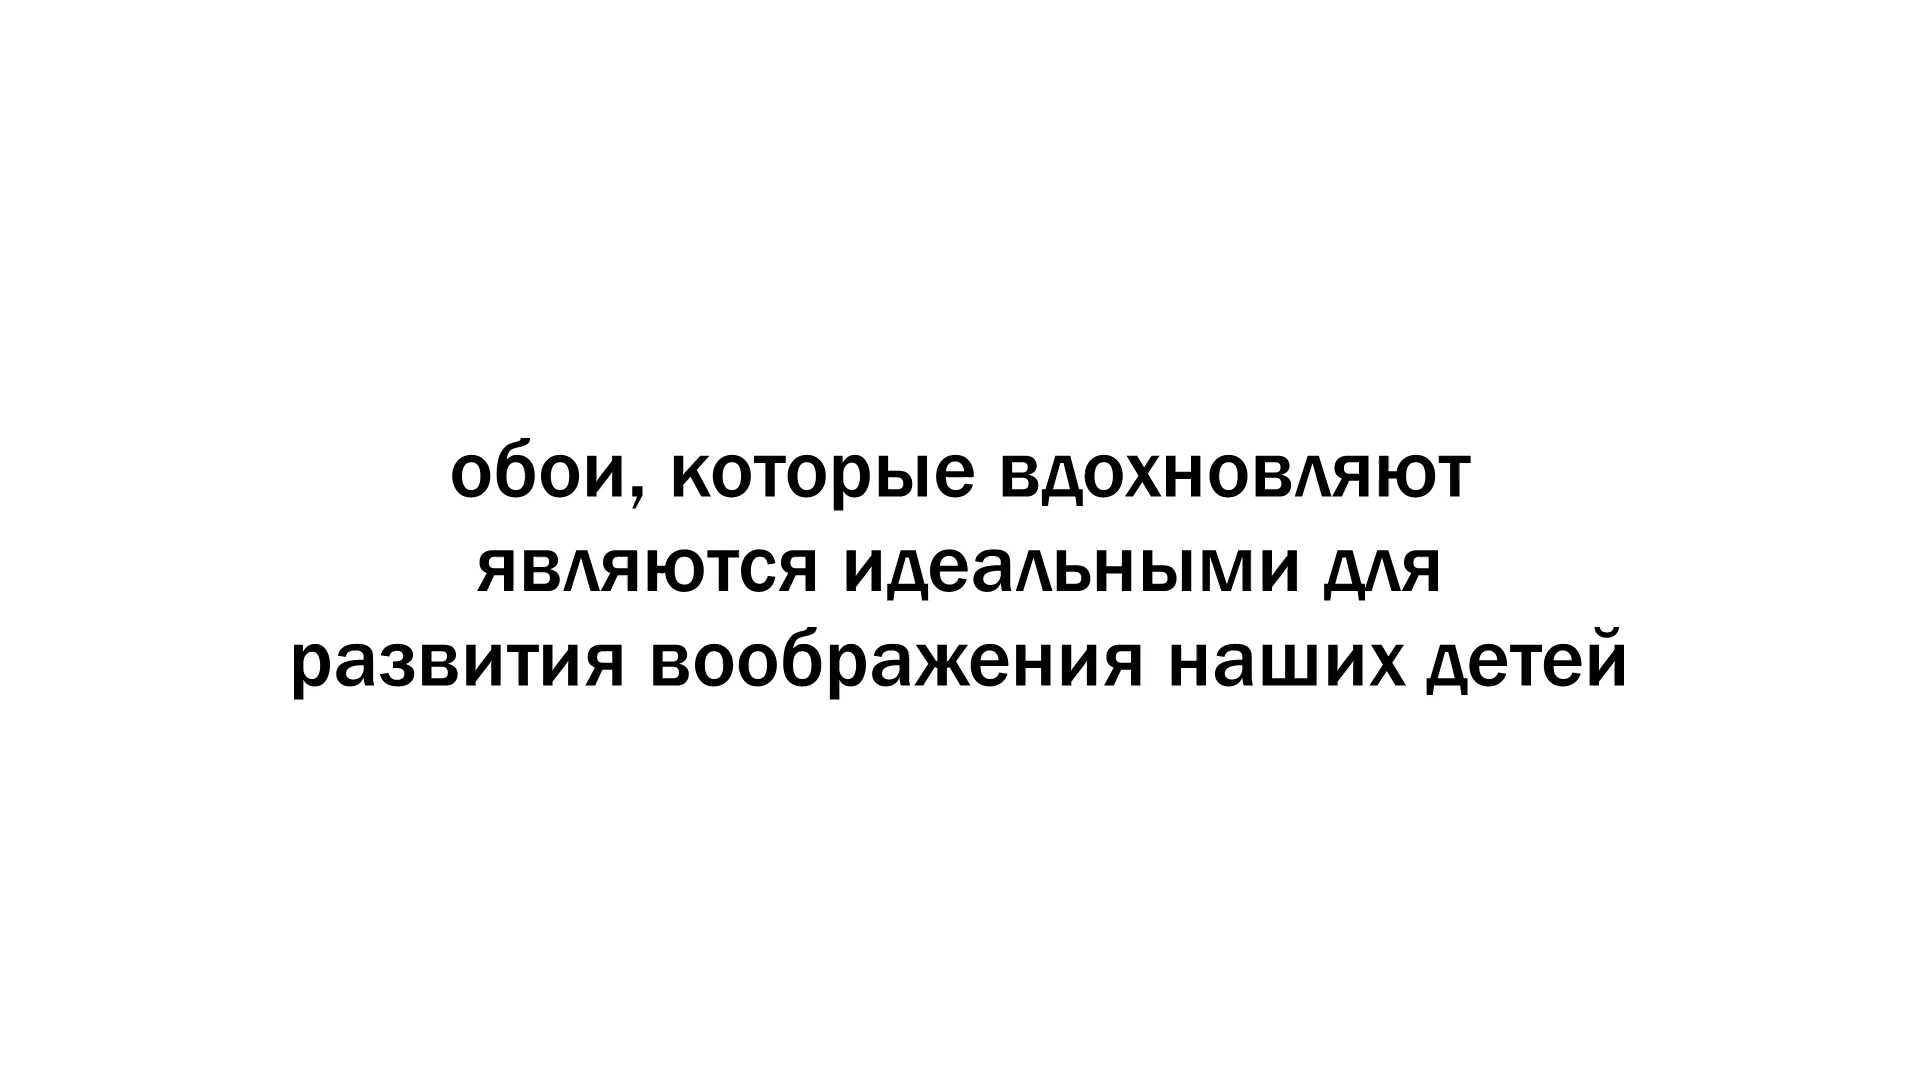 обои, которые вдохновляют
являются идеальными для
развития воображения наших детей